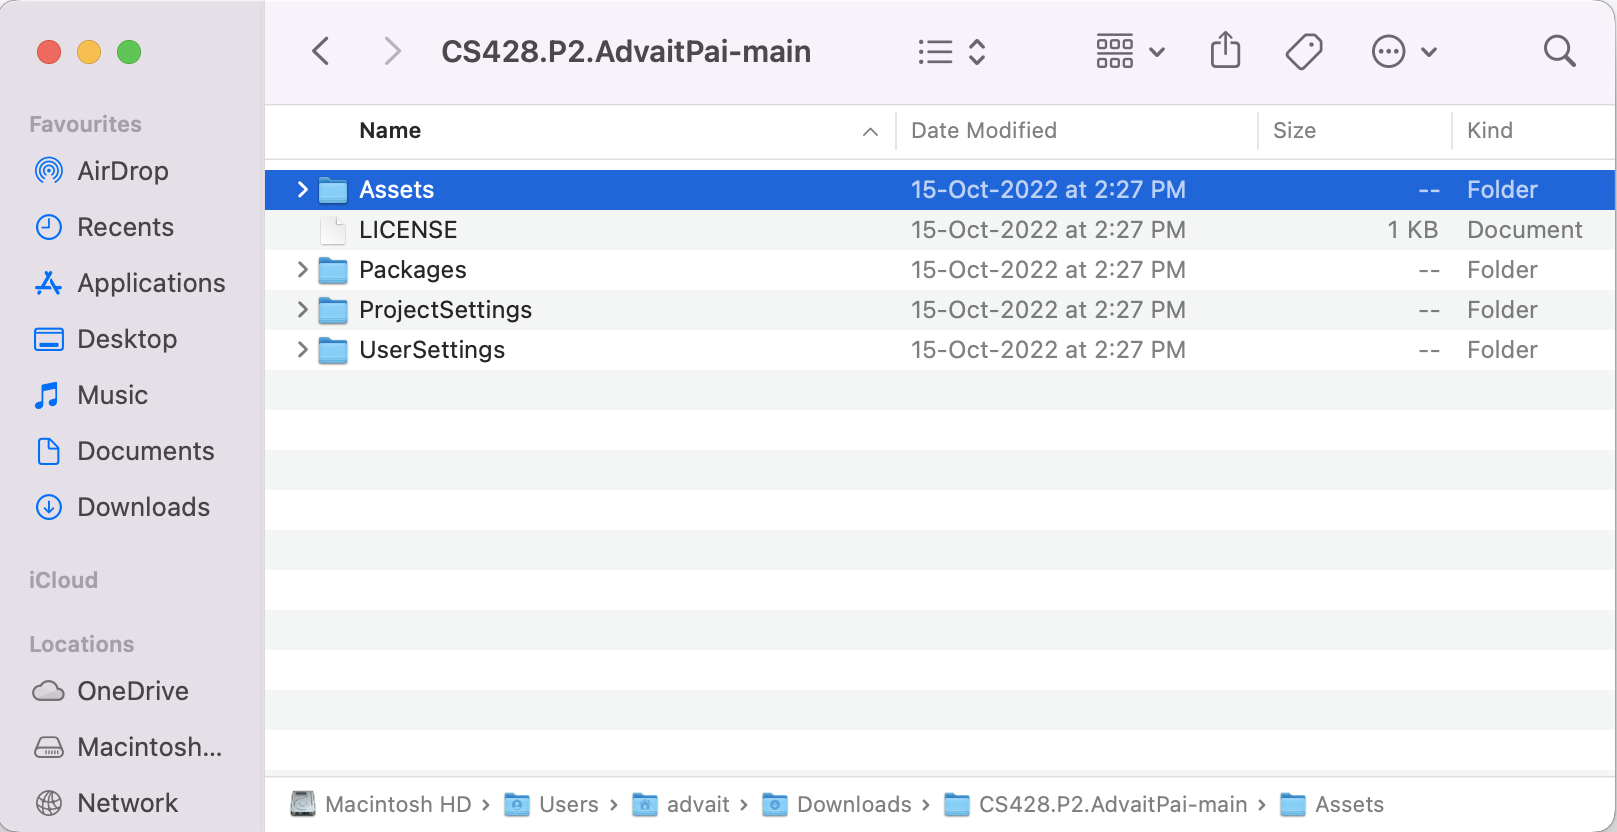 CS428.P2.AdvaitPai-main
Favourites
AirDrop
Recents
Applications
Desktop
Music
Documents
Downloads
iCloud
Locations
OneDrive
Macintosh...
Network
Name Date Modified Size Kind
Assets 15-Oct-2022 at 2:27 PM -- Folder
LICENSE 15-Oct-2022 at 2:27 PM 1 KB Document
Packages 15-Oct-2022 at 2:27 PM -- Folder
ProjectSettings 15-Oct-2022 at 2:27 PM -- Folder
UserSettings 15-Oct-2022 at 2:27 PM -- Folder
Macintosh HD › Users › advait › Downloads › CS428.P2.AdvaitPai-main › Assets